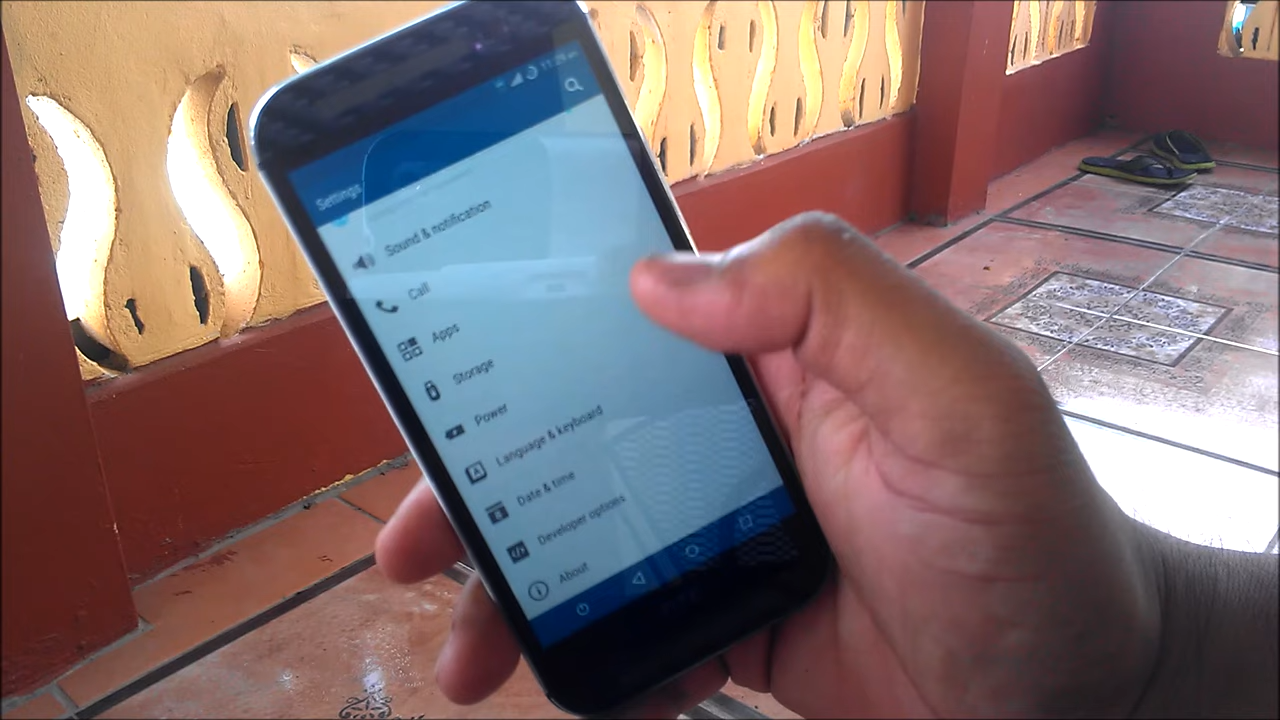 Settings
Sound & notification
Call
Apps
Storage
Power
Language & keyboard
Date & time
Developer options
About